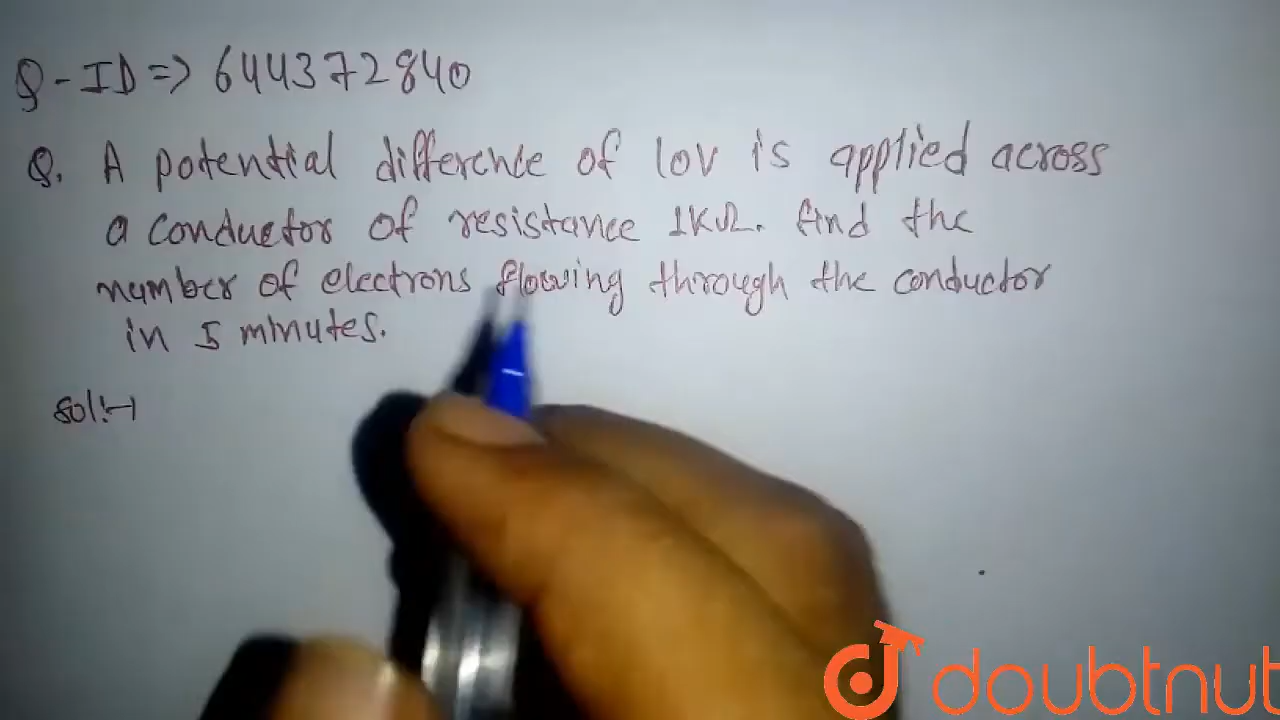 Q-ID => 644372840
Q. A potential difference of 10V is applied across
a conductor of resistance 1KΩ. find the
number of electrons flowing through the conductor
in 5 minutes.
Sol:-
doubtnut